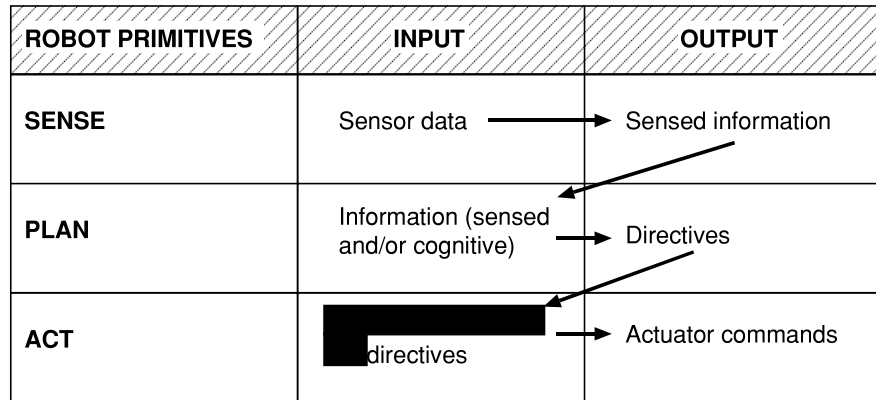 ROBOT PRIMITIVES INPUT OUTPUT
SENSE Sensor data Sensed information
PLAN Information (sensed
and/or cognitive) Directives
ACT Actuator commands
directives